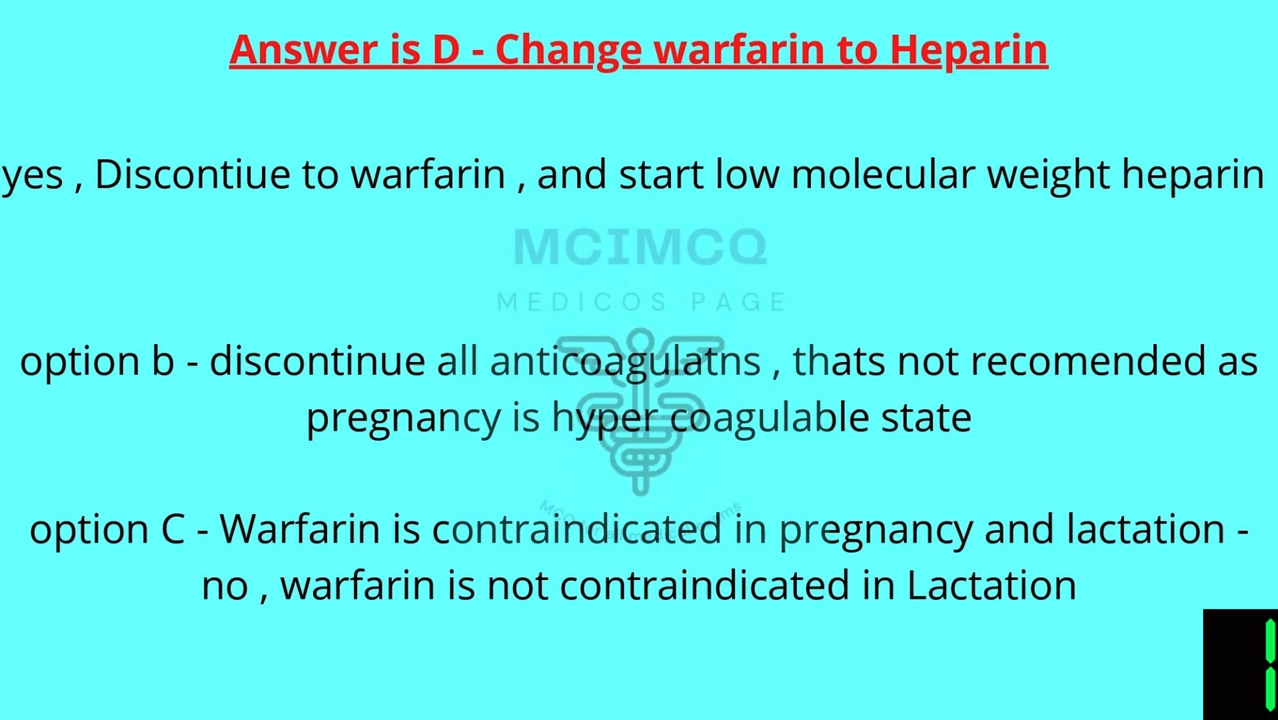 Answer is D - Change warfarin to Heparin
yes , Discontiue to warfarin , and start low molecular weight heparin
MCIMCQ
MEDICOS PAGE
option b - discontinue all anticoagulatns , thats not recomended as
pregnancy is hyper coagulable state
option C - Warfarin is contraindicated in pregnancy and lactation -
no , warfarin is not contraindicated in Lactation